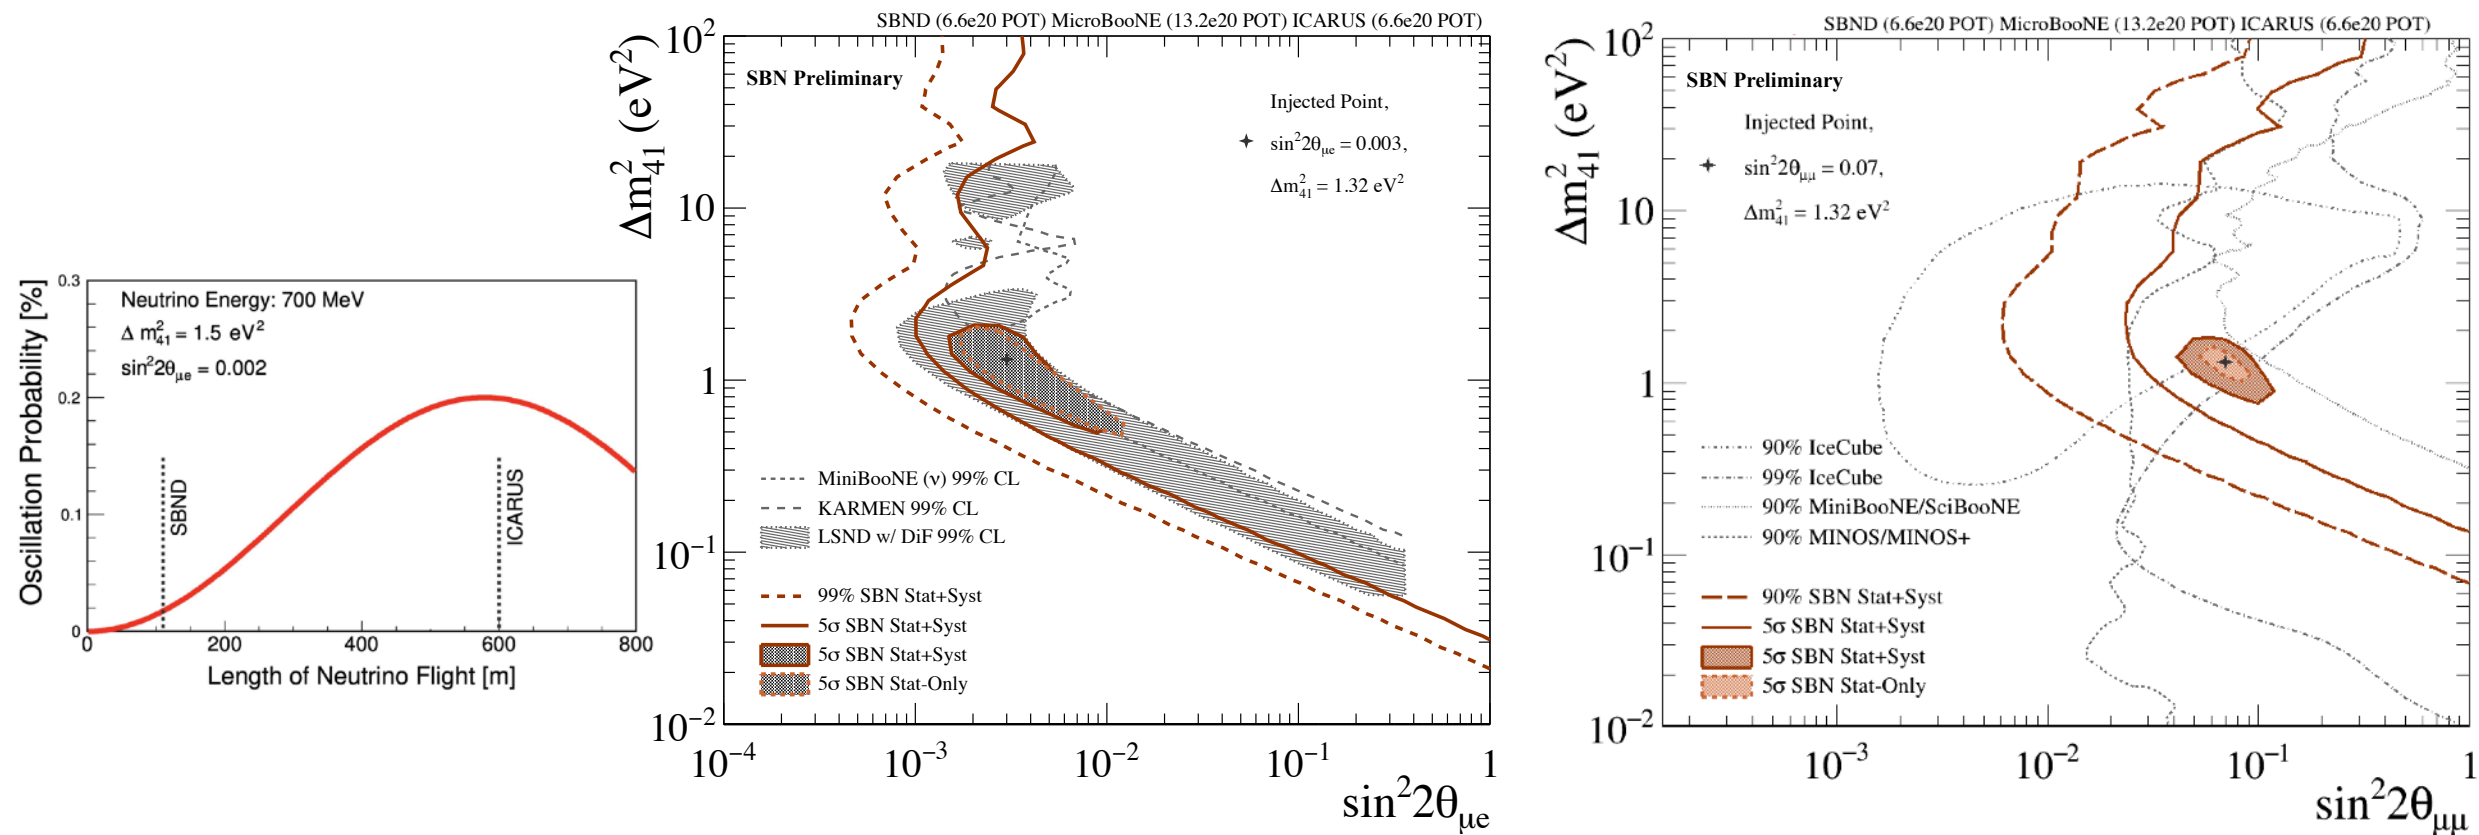 Oscillation Probability [%]
0.3
0.2
0.1
0
Neutrino Energy: 700 MeV
Δ m²₄₁ = 1.5 eV²
sin²2θμe = 0.002
SBND
ICARUS
0
200
400
600
800
Length of Neutrino Flight [m]
SBND (6.6e20 POT) MicroBooNE (13.2e20 POT) ICARUS (6.6e20 POT)
Δm²₄₁ (eV²)
10²
10
1
10⁻¹
10⁻²
SBN Preliminary
Injected Point,
sin²2θμe = 0.003,
Δm²₄₁ = 1.32 eV²
MiniBooNE (ν) 99% CL
KARMEN 99% CL
LSND w/ DiF 99% CL
99% SBN Stat+Syst
5σ SBN Stat+Syst
5σ SBN Stat+Syst
5σ SBN Stat-Only
10⁻⁴
10⁻³
10⁻²
10⁻¹
1
sin²2θμe
SBND (6.6e20 POT) MicroBooNE (13.2e20 POT) ICARUS (6.6e20 POT)
Δm²₄₁ (eV²)
10²
10
1
10⁻¹
10⁻²
SBN Preliminary
Injected Point,
sin²2θμμ = 0.07,
Δm²₄₁ = 1.32 eV²
90% IceCube
99% IceCube
90% MiniBooNE/SciBooNE
90% MINOS/MINOS+
90% SBN Stat+Syst
5σ SBN Stat+Syst
5σ SBN Stat+Syst
5σ SBN Stat-Only
10⁻³
10⁻²
10⁻¹
1
sin²2θμμ